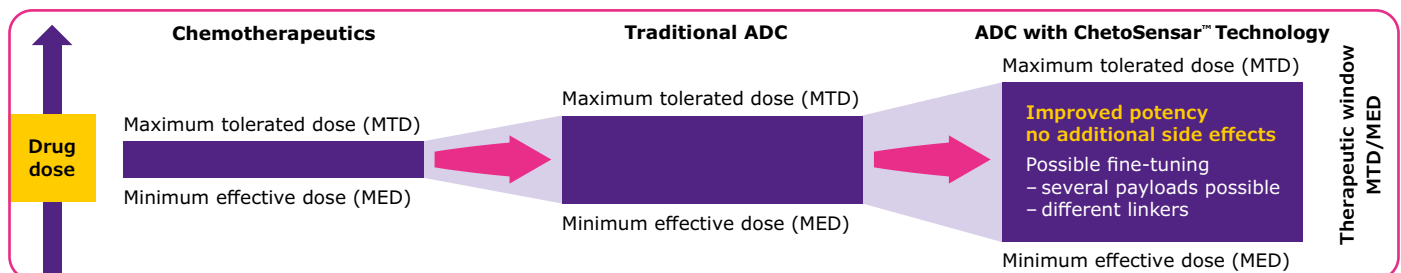 Chemotherapeutics
Traditional ADC
ADC with ChetoSensar™ Technology
Drug
dose
Maximum tolerated dose (MTD)
Minimum effective dose (MED)
Maximum tolerated dose (MTD)
Minimum effective dose (MED)
Maximum tolerated dose (MTD)
Improved potency
no additional side effects
Possible fine-tuning
– several payloads possible
– different linkers
Minimum effective dose (MED)
Therapeutic window
MTD/MED